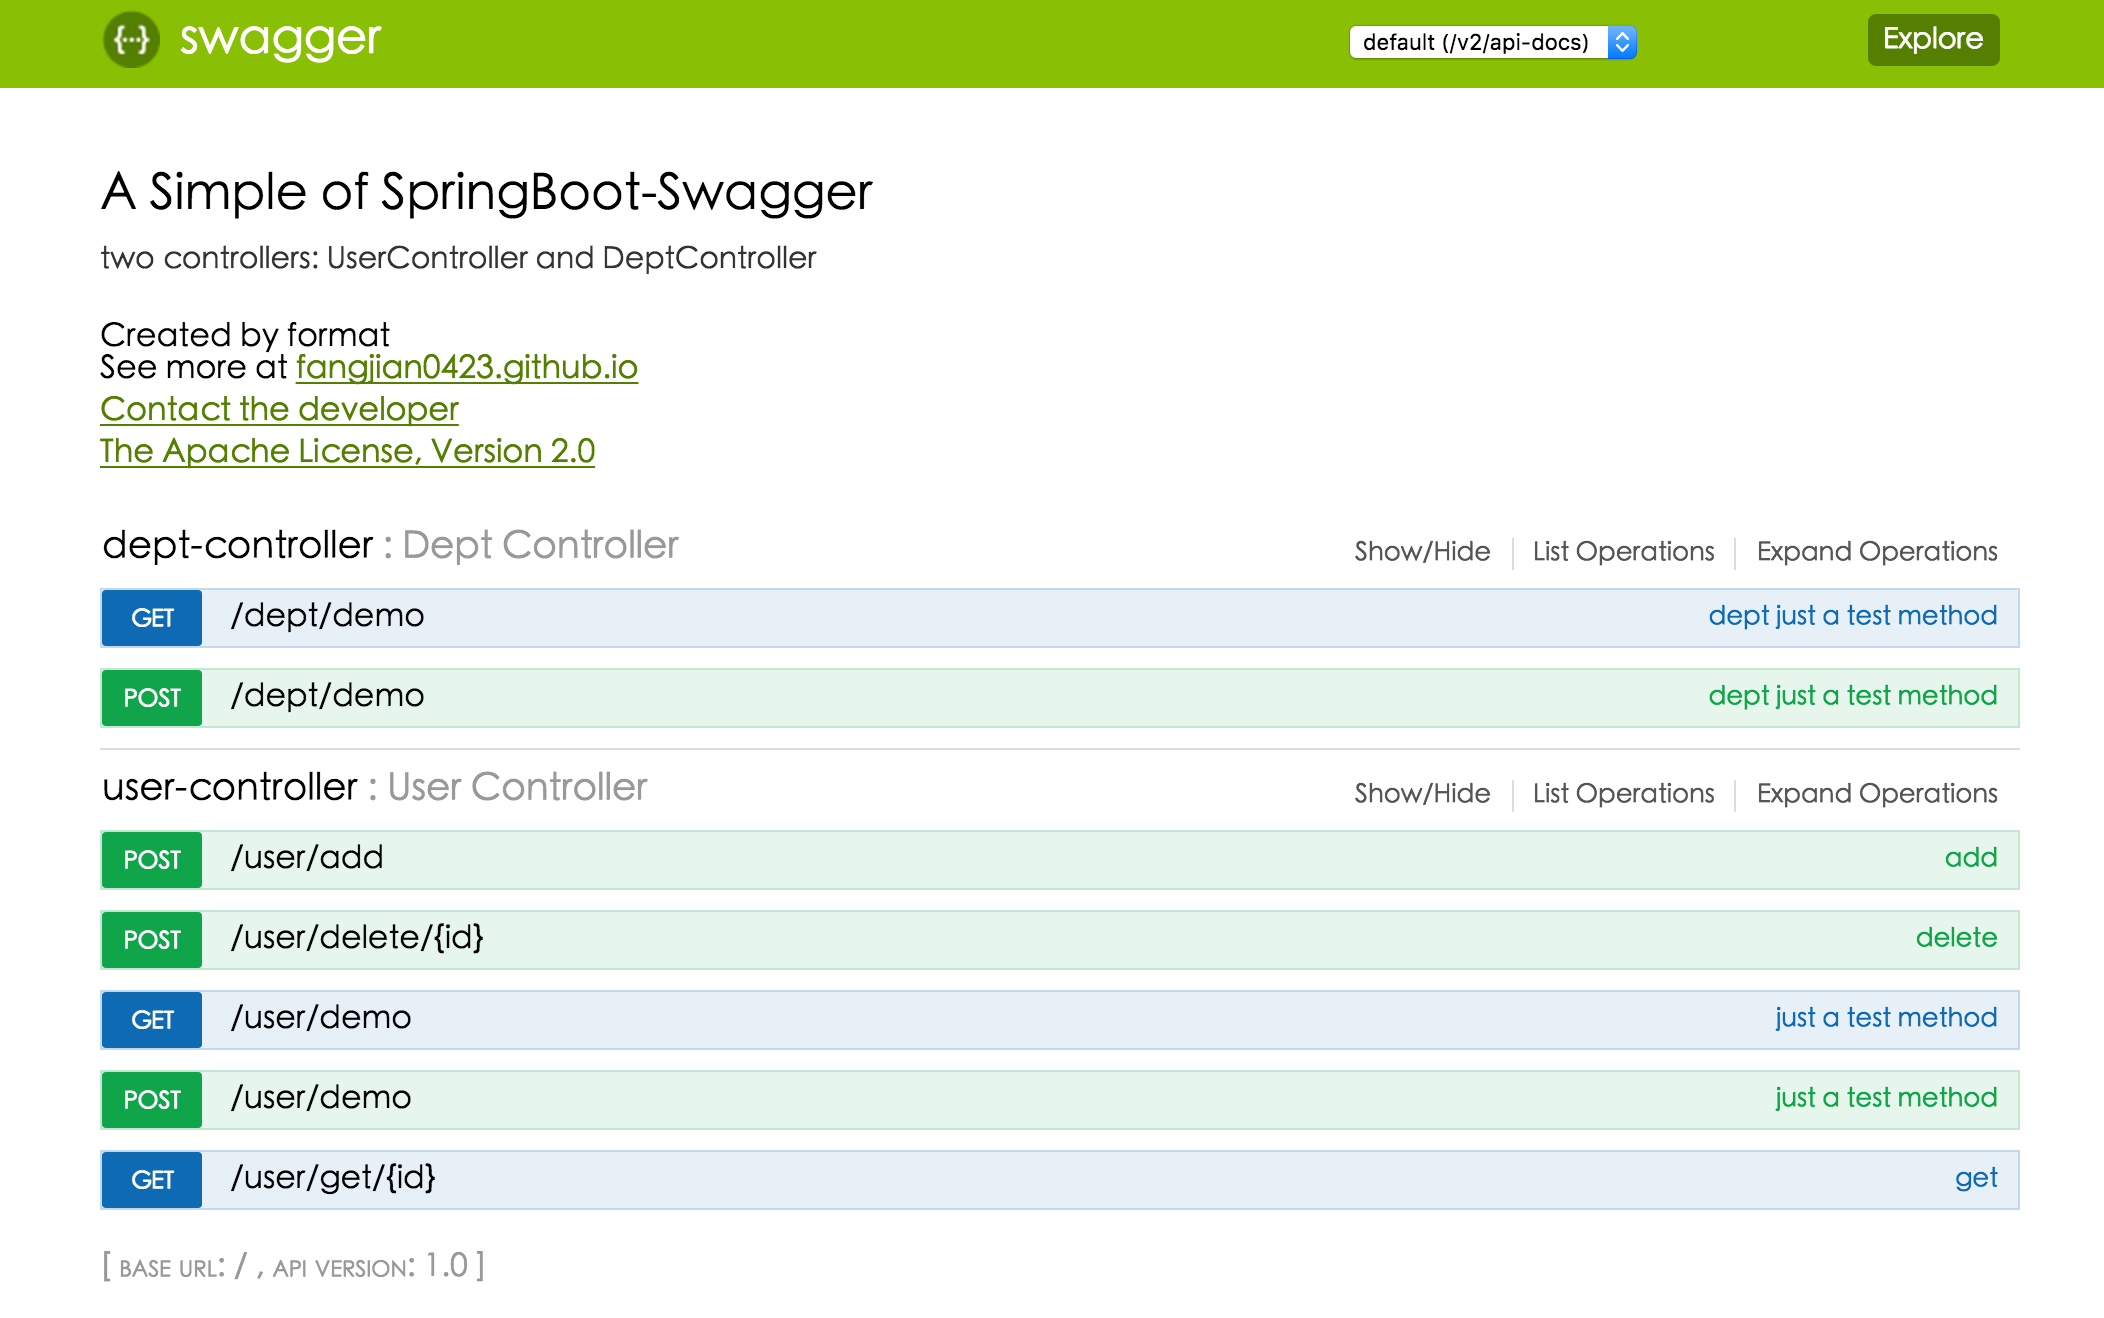 {···} swagger default (/v2/api-docs) Explore
A Simple of SpringBoot-Swagger
two controllers: UserController and DeptController
Created by format
See more at fangjian0423.github.io
Contact the developer
The Apache License, Version 2.0
dept-controller : Dept Controller Show/Hide List Operations Expand Operations
GET /dept/demo dept just a test method
POST /dept/demo dept just a test method
user-controller : User Controller Show/Hide List Operations Expand Operations
POST /user/add add
POST /user/delete/{id} delete
GET /user/demo just a test method
POST /user/demo just a test method
GET /user/get/{id} get
[ BASE URL: / , API VERSION: 1.0 ]